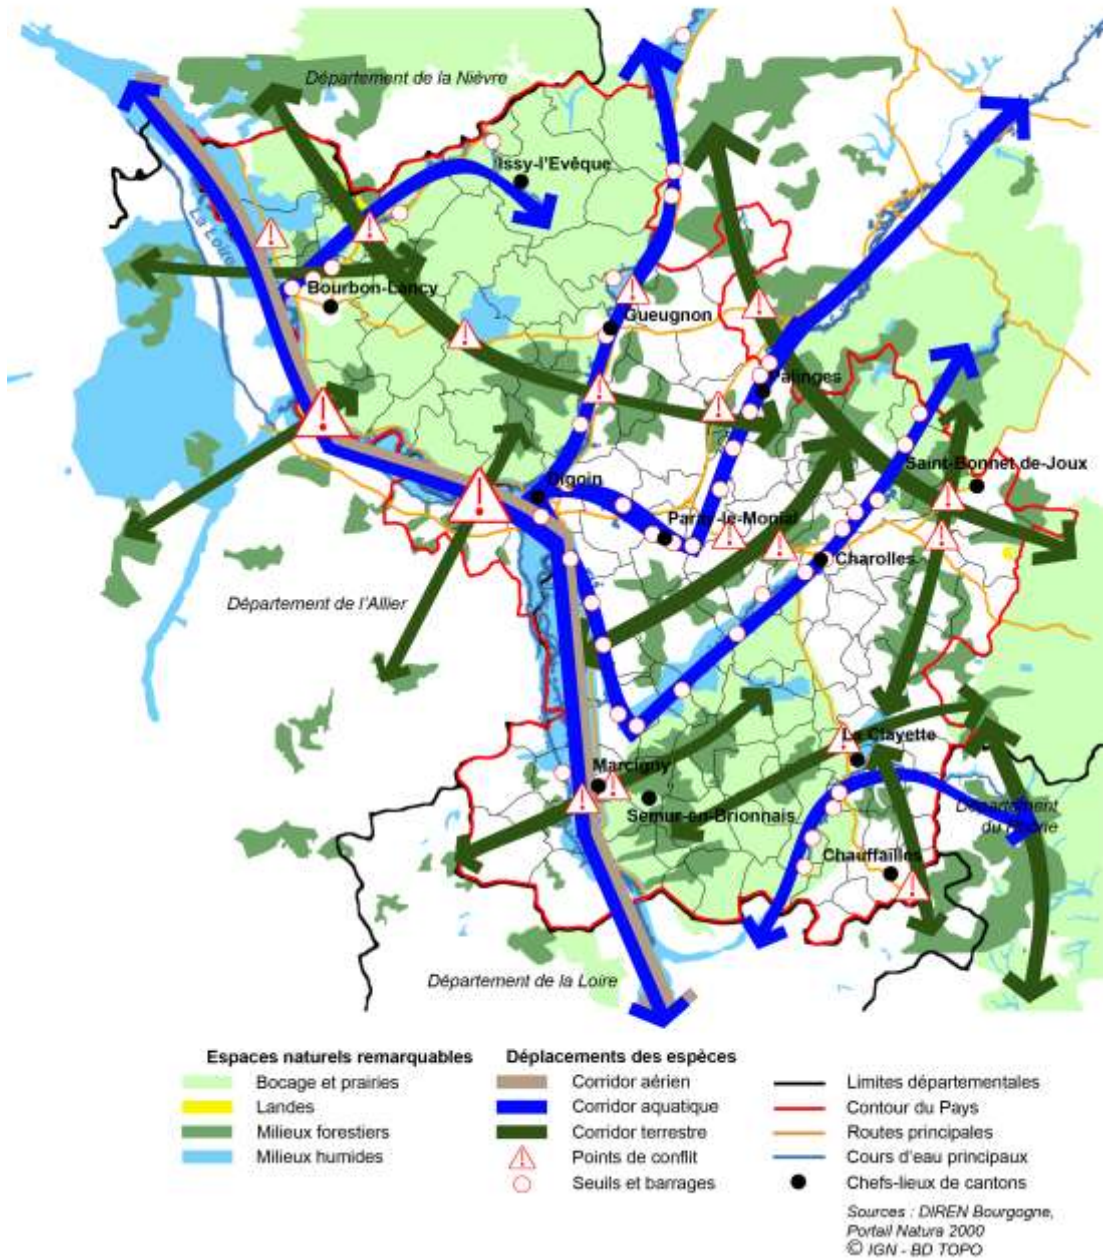 Département de la Nièvre
Issy-l'Evêque
La Loire
Bourbon-Lancy
Gueugnon
Palinges
Saint-Bonnet-de-Joux
Digoin
Paray-le-Monial
Charolles
Département de l'Allier
La Clayette
Marcigny
Semur-en-Brionnais
Département
du Rhône
Chauffailles
Département de la Loire
Espaces naturels remarquables
Bocage et prairies
Landes
Milieux forestiers
Milieux humides
Déplacements des espèces
Corridor aérien
Corridor aquatique
Corridor terrestre
Points de conflit
Seuils et barrages
Limites départementales
Contour du Pays
Routes principales
Cours d'eau principaux
Chefs-lieux de cantons
Sources : DIREN Bourgogne,
Portail Natura 2000
© IGN - BD TOPO